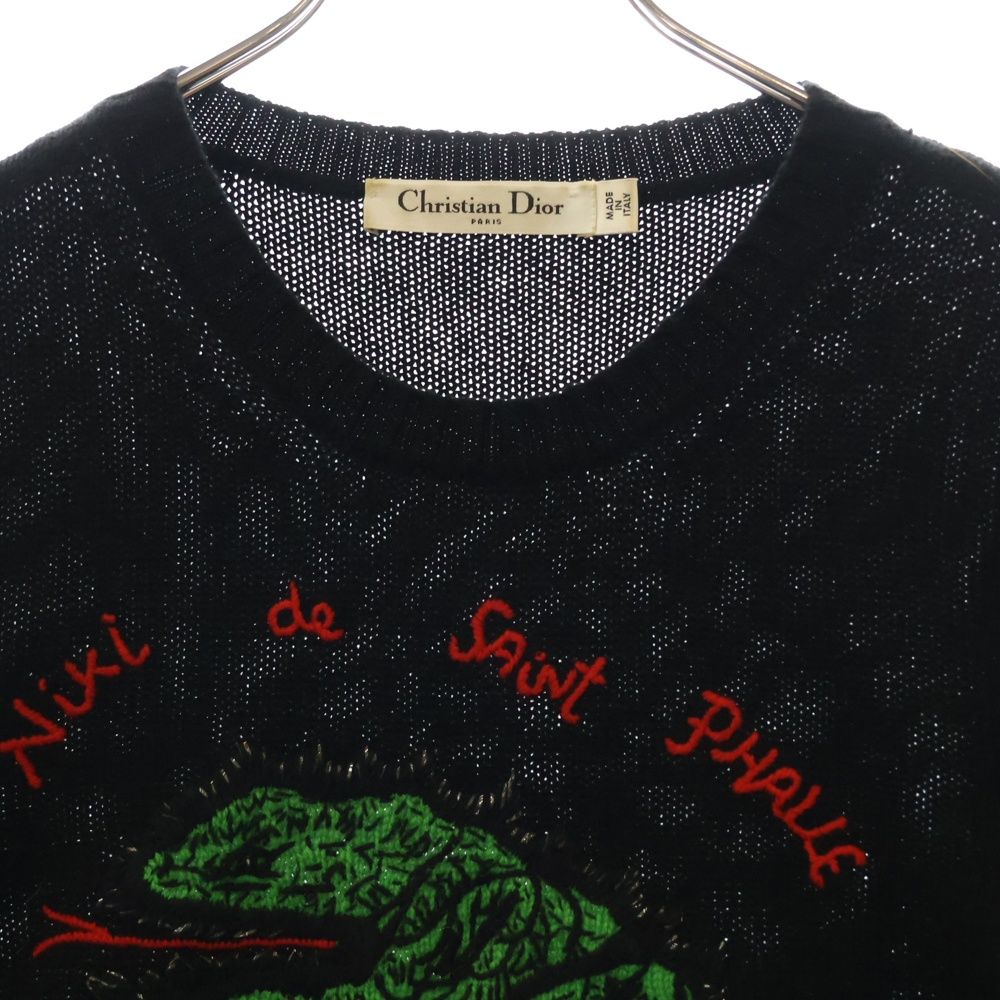 Christian Dior
PARIS
MADE
IN
ITALY
Niki de SAiNT PHALLE